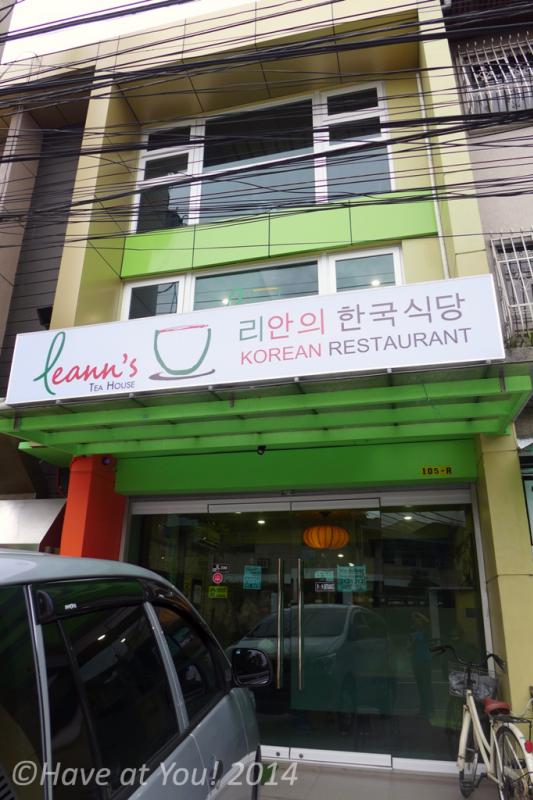 leann's
TEA HOUSE
리안의 한국식당
KOREAN RESTAURANT
105-R
©Have at You! 2014